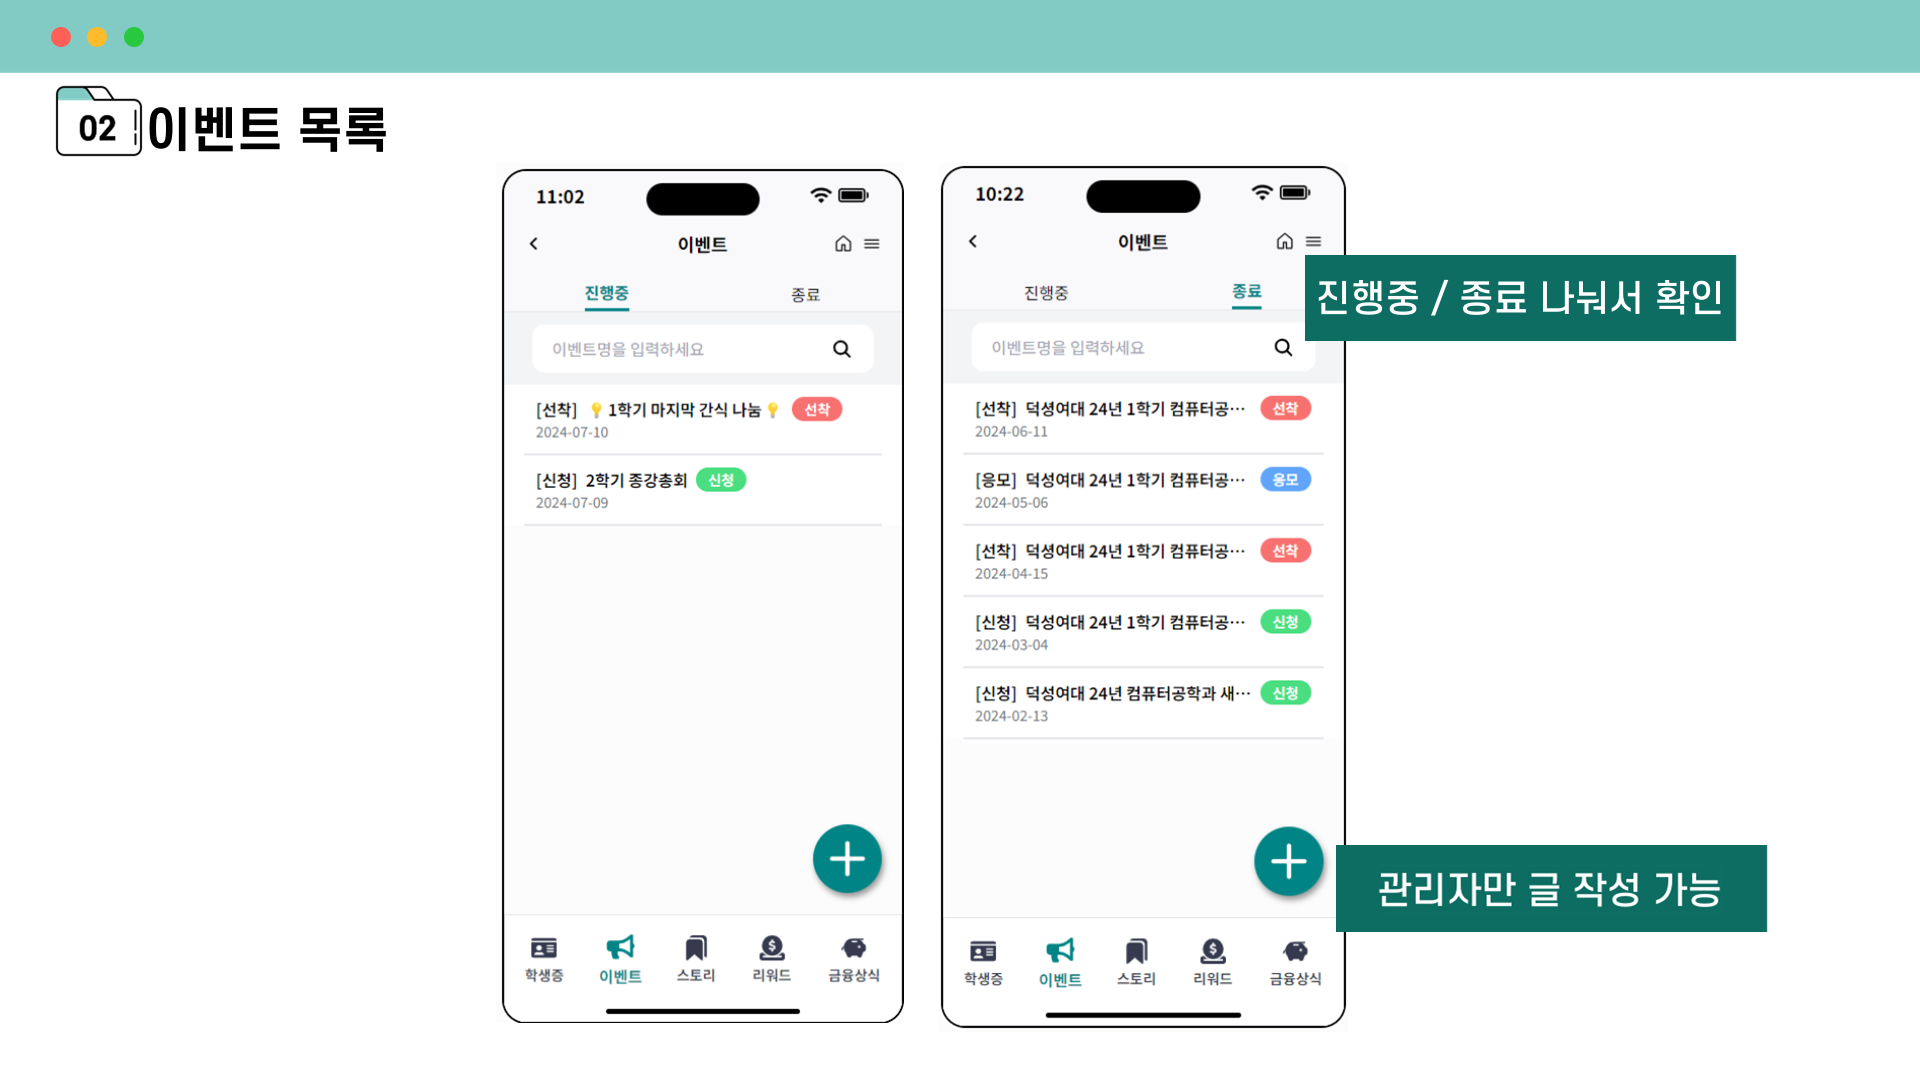 02 이벤트 목록
11:02
이벤트
진행중 종료
이벤트명을 입력하세요
[선착] 💡 1학기 마지막 간식 나눔 💡 선착
2024-07-10
[신청] 2학기 종강총회 신청
2024-07-09
학생증 이벤트 스토리 리워드 금융상식
10:22
이벤트
진행중 종료
이벤트명을 입력하세요
[선착] 덕셩여대 24년 1학기 컴퓨터공… 선착
2024-06-11
[응모] 덕성여대 24년 1학기 컴퓨터공… 응모
2024-05-06
[선착] 덕셩여대 24년 1학기 컴퓨터공… 선착
2024-04-15
[신청] 덕성여대 24년 1학기 컴퓨터공… 신청
2024-03-04
[신청] 덕성여대 24년 컴퓨터공학과 새… 신청
2024-02-13
학생증 이벤트 스토리 리워드 금융상식
진행중 / 종료 나눠서 확인
관리자만 글 작성 가능